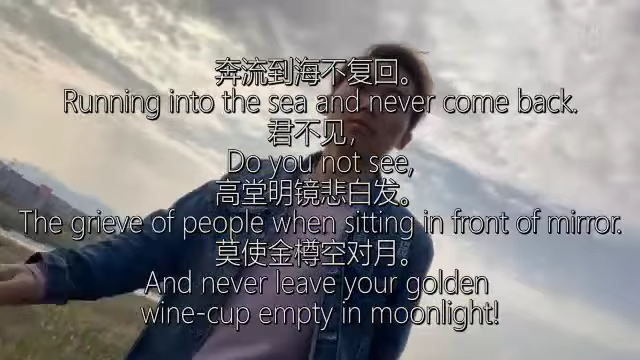 奔流到海不复回。
Running into the sea and never come back.
君不见，
Do you not see,
高堂明镜悲白发。
The grieve of people when sitting in front of mirror.
莫使金樽空对月。
And never leave your golden
wine-cup empty in moonlight!